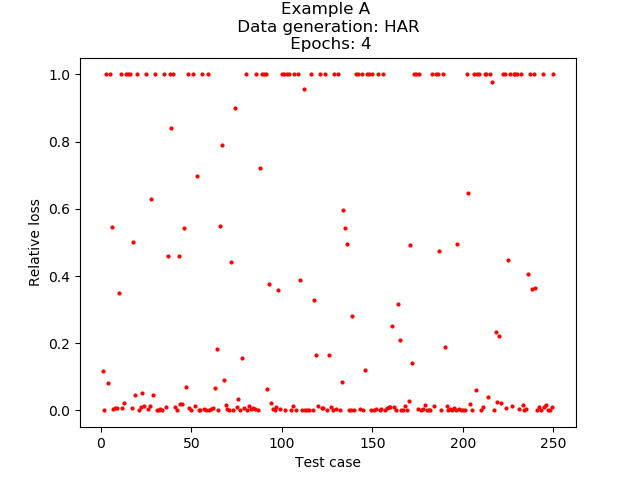 Example A
Data generation: HAR
Epochs: 4
1.0
0.8
0.6
0.4
0.2
0.0
Relative loss
0 50 100 150 200 250
Test case